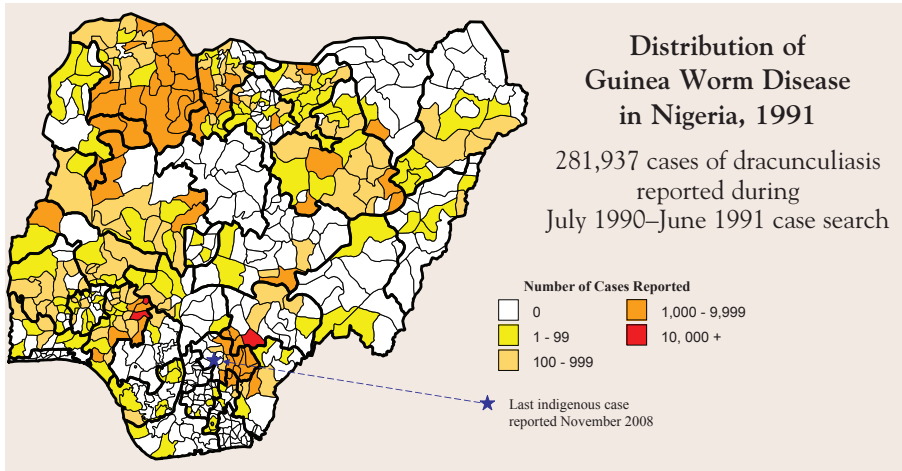 Distribution of
Guinea Worm Disease
in Nigeria, 1991
281,937 cases of dracunculiasis
reported during
July 1990–June 1991 case search
Number of Cases Reported
0
1 - 99
100 - 999
1,000 - 9,999
10, 000 +
Last indigenous case
reported November 2008